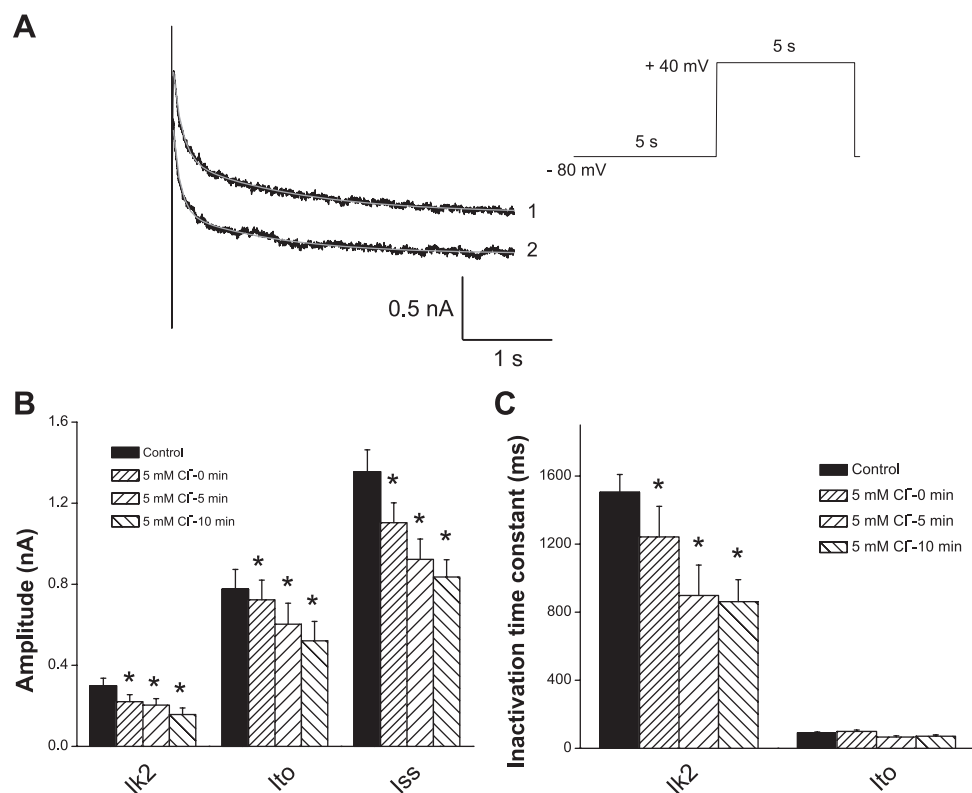 A
5 s
+ 40 mV
5 s
- 80 mV
1
2
0.5 nA
1 s
B
1.6
1.2
0.8
0.4
0.0
Amplitude (nA)
Control
5 mM Cl⁻-0 min
5 mM Cl⁻-5 min
5 mM Cl⁻-10 min
* * *
* * *
* * *
Ik2
Ito
Iss
C
1600
1200
800
400
0
Inactivation time constant (ms)
Control
5 mM Cl⁻-0 min
5 mM Cl⁻-5 min
5 mM Cl⁻-10 min
* * *
Ik2
Ito